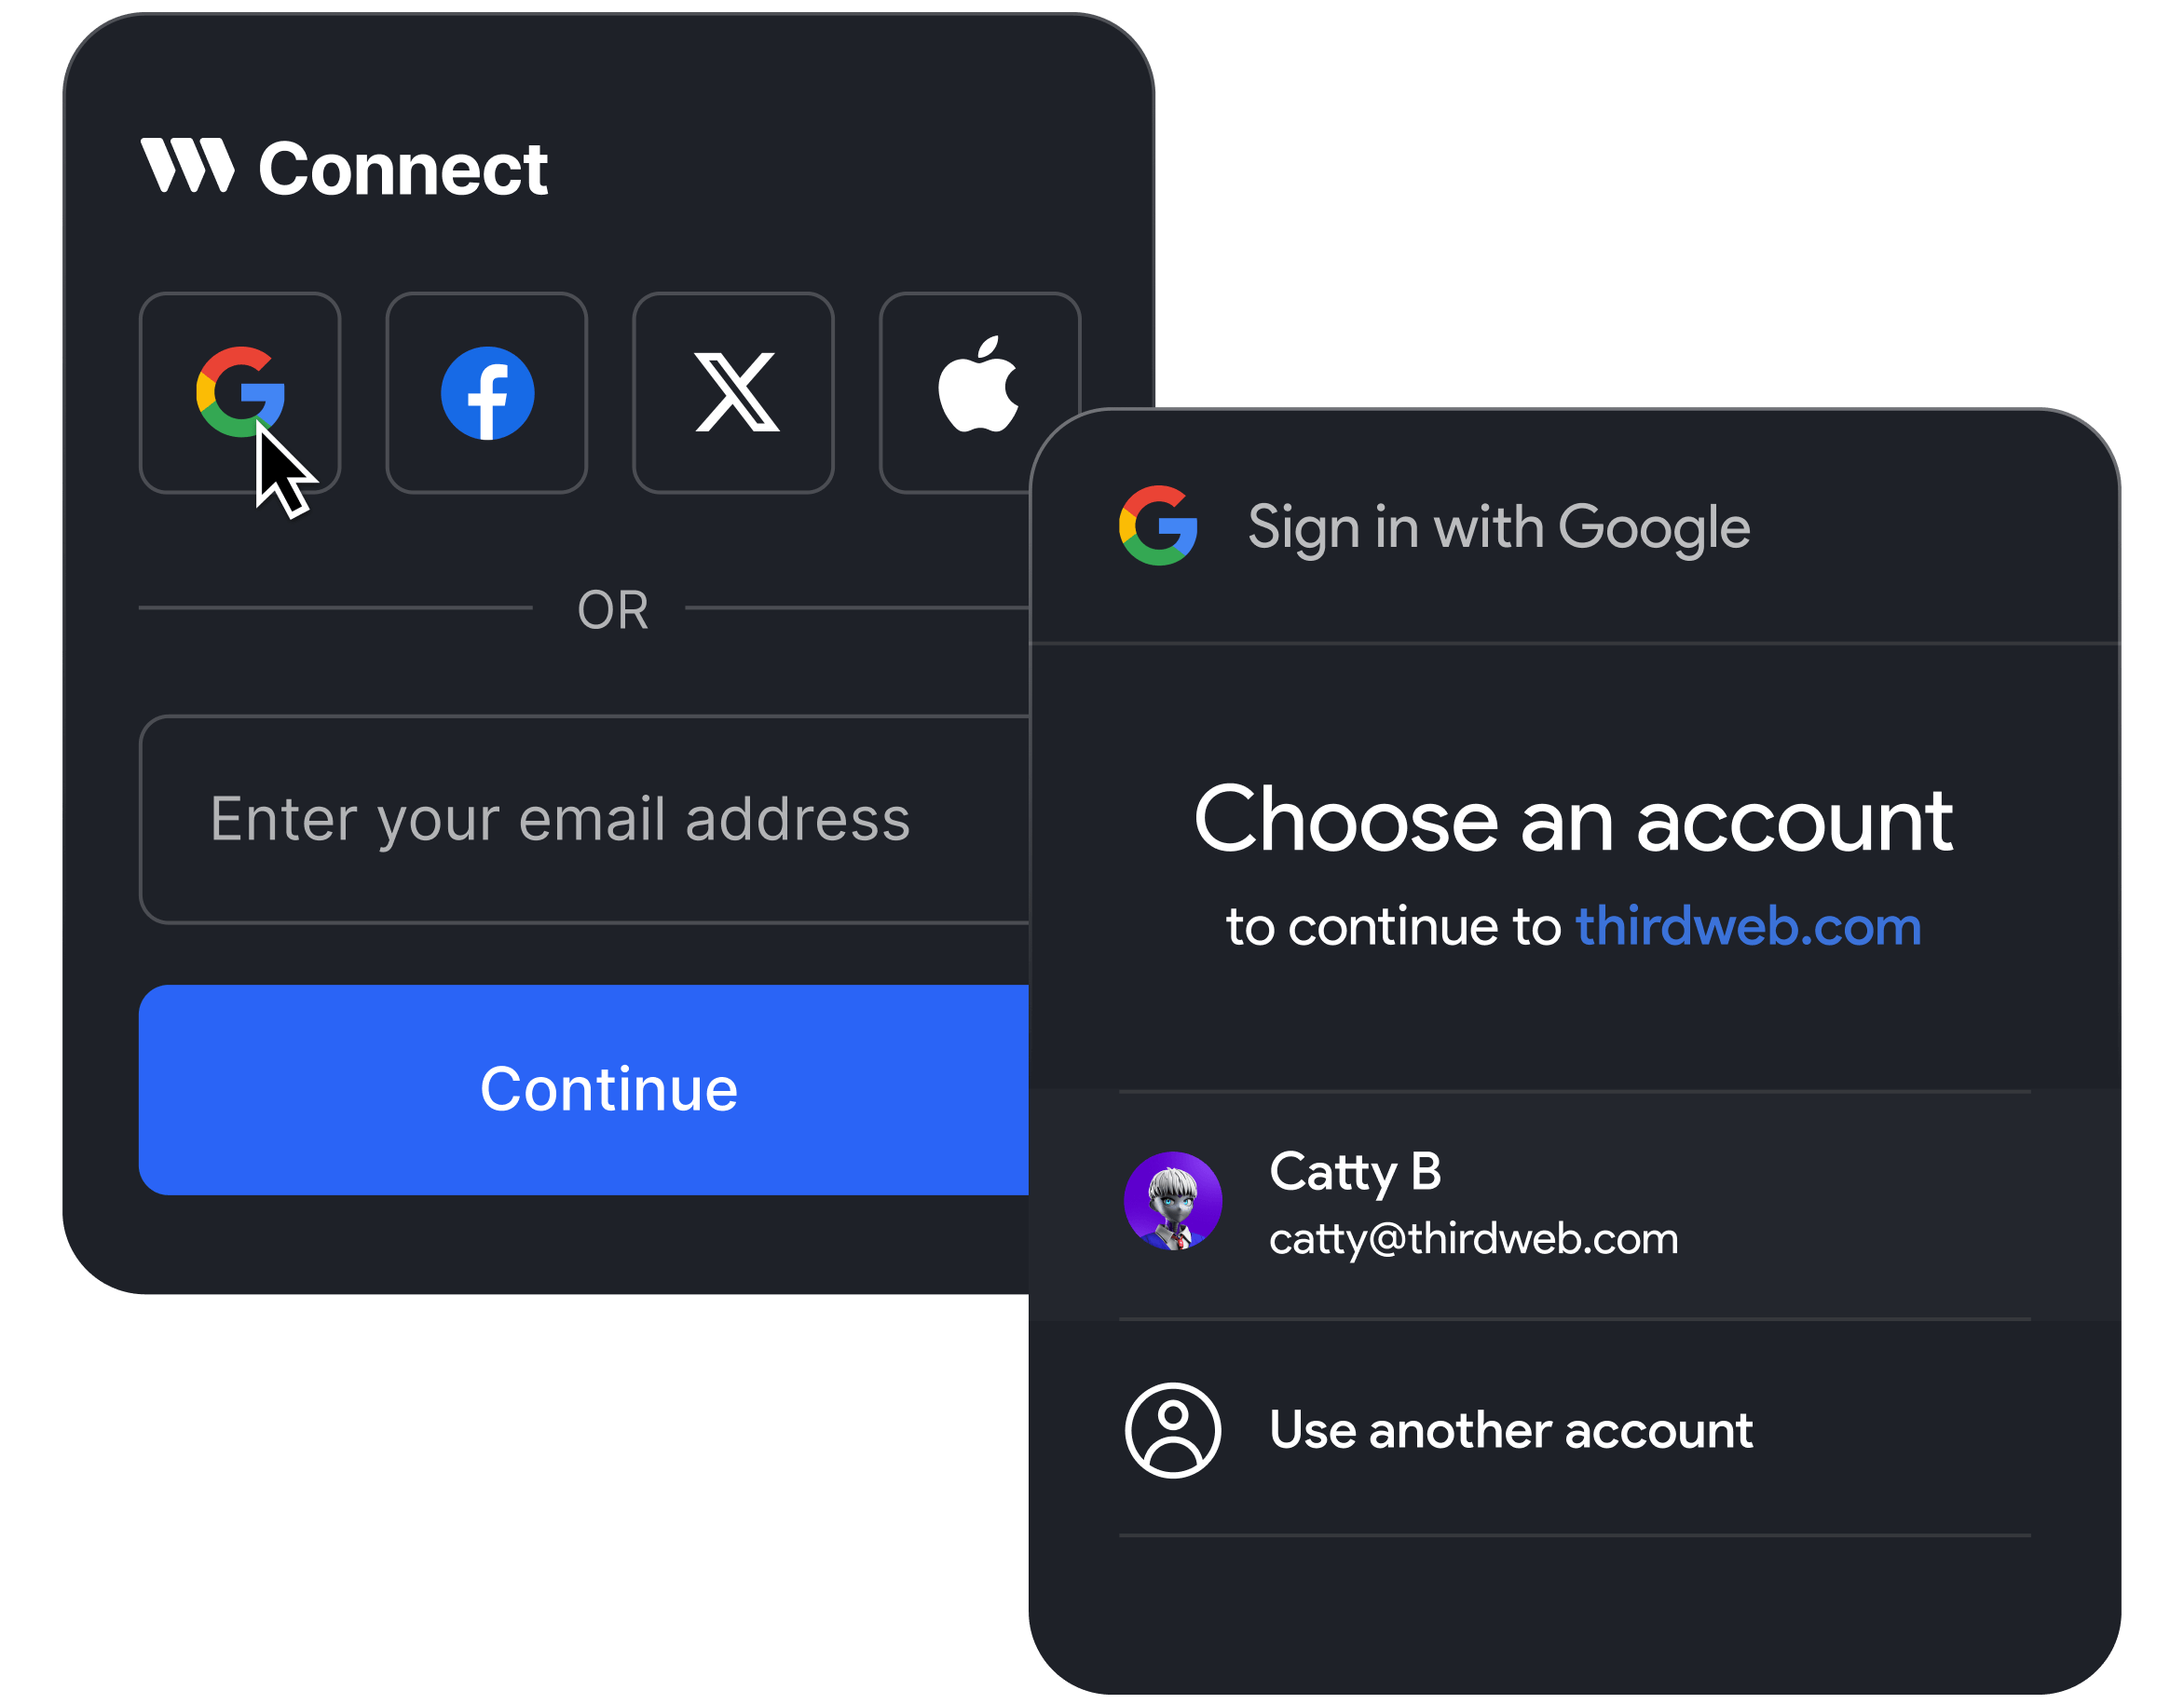 Connect
OR
Enter your email address
Continue
Sign in with Google
Choose an account
to continue to thirdweb.com
Catty B
catty@thirdweb.com
Use another account